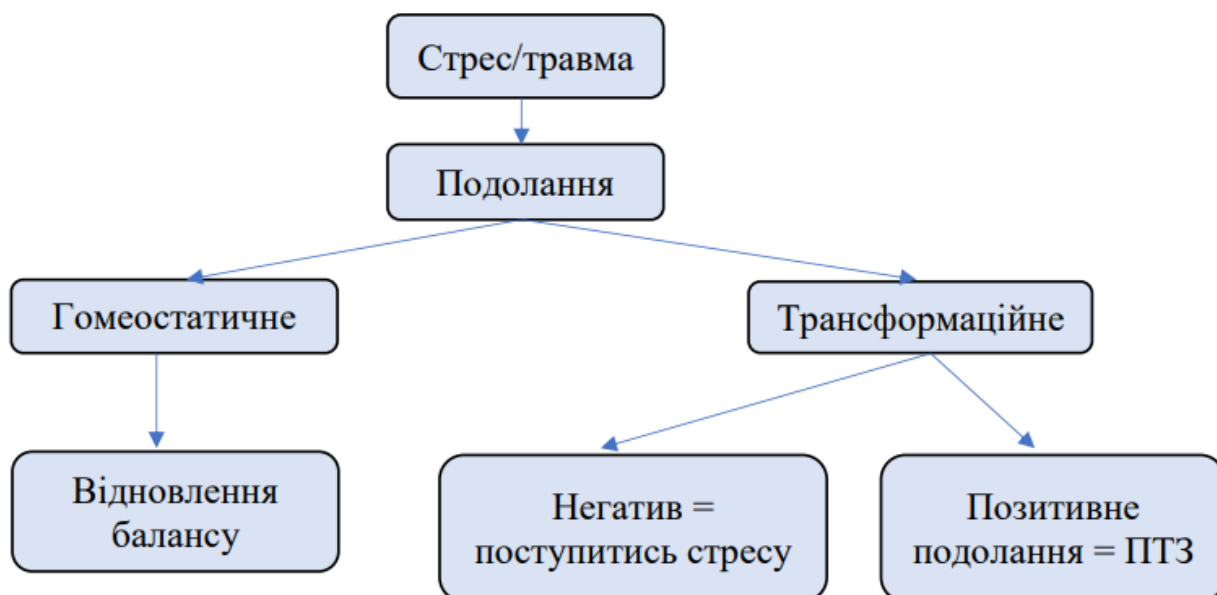 Стрес/травма
Подолання
Гомеостатичне
Трансформаційне
Відновлення
балансу
Негатив =
поступитись стресу
Позитивне
подолання = ПТЗ